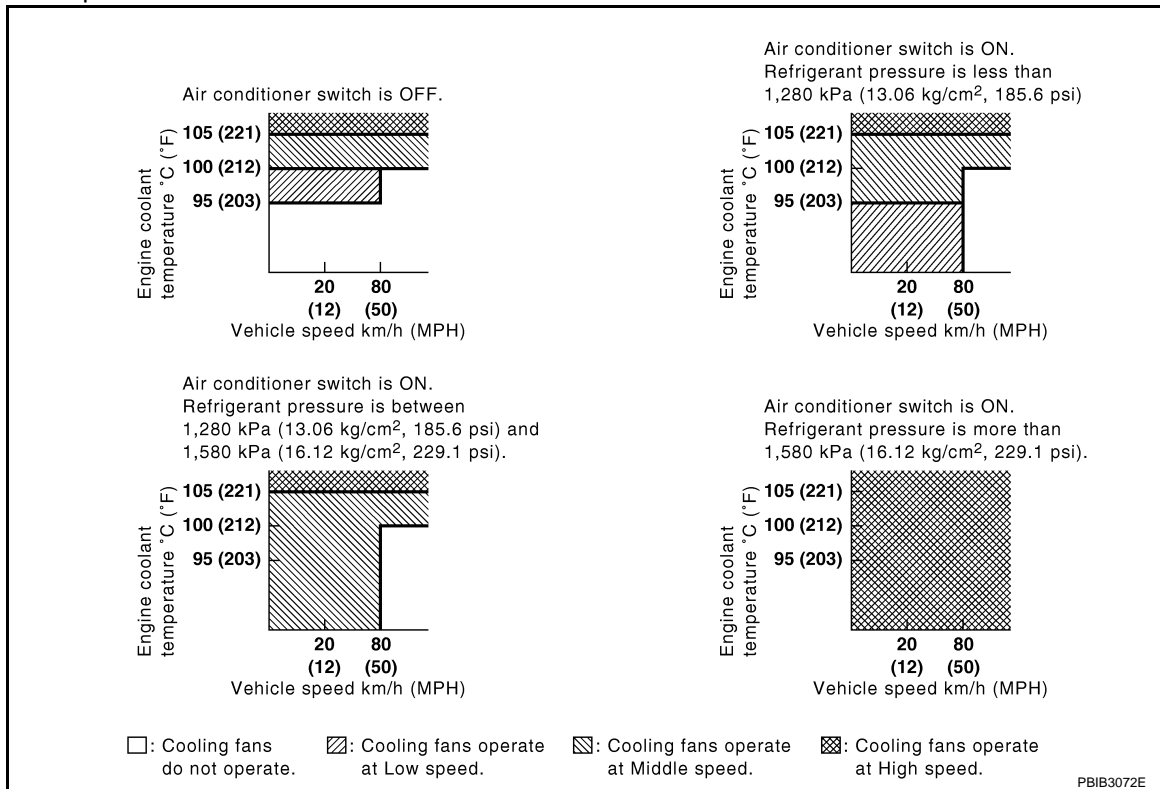 Air conditioner switch is OFF.
Engine coolant
temperature °C (°F)
105 (221)
100 (212)
95 (203)
20
80
(12)
(50)
Vehicle speed km/h (MPH)
Air conditioner switch is ON.
Refrigerant pressure is less than
1,280 kPa (13.06 kg/cm², 185.6 psi)
Engine coolant
temperature °C (°F)
105 (221)
100 (212)
95 (203)
20
80
(12)
(50)
Vehicle speed km/h (MPH)
Air conditioner switch is ON.
Refrigerant pressure is between
1,280 kPa (13.06 kg/cm², 185.6 psi) and
1,580 kPa (16.12 kg/cm², 229.1 psi).
Engine coolant
temperature °C (°F)
105 (221)
100 (212)
95 (203)
20
80
(12)
(50)
Vehicle speed km/h (MPH)
Air conditioner switch is ON.
Refrigerant pressure is more than
1,580 kPa (16.12 kg/cm², 229.1 psi).
Engine coolant
temperature °C (°F)
105 (221)
100 (212)
95 (203)
20
80
(12)
(50)
Vehicle speed km/h (MPH)
: Cooling fans
do not operate.
: Cooling fans operate
at Low speed.
: Cooling fans operate
at Middle speed.
: Cooling fans operate
at High speed.
PBIB3072E